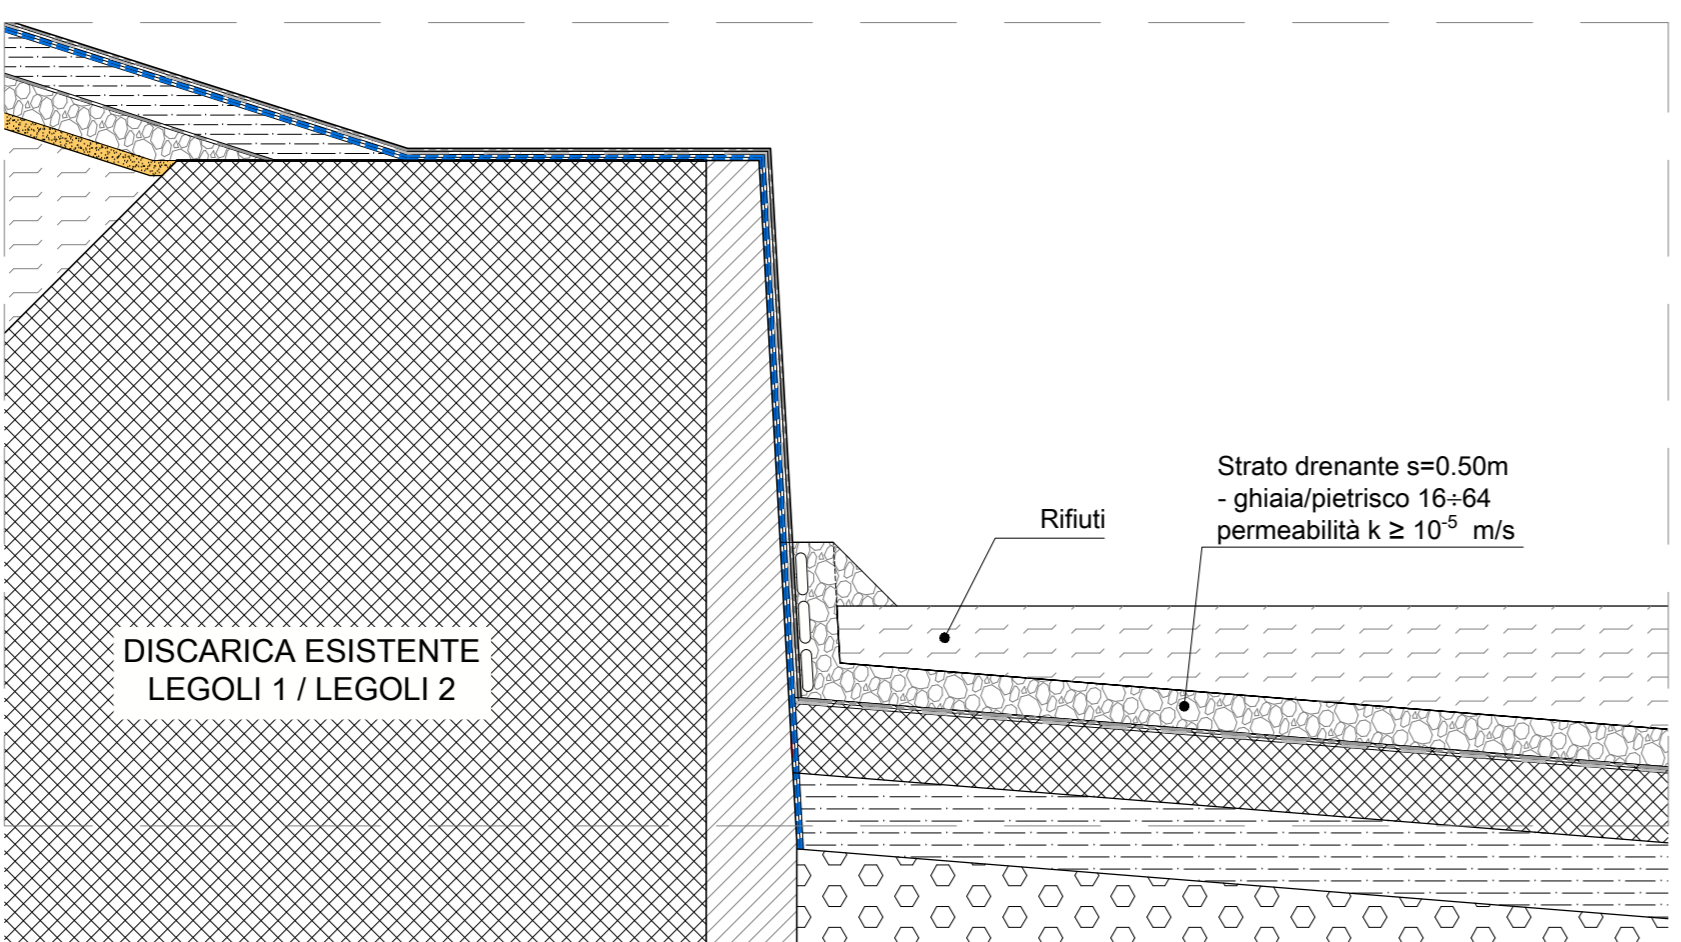 Strato drenante s=0.50m
- ghiaia/pietrisco 16÷64
permeabilità k ≥ 10⁻⁵ m/s
Rifiuti
DISCARICA ESISTENTE
LEGOLI 1 / LEGOLI 2